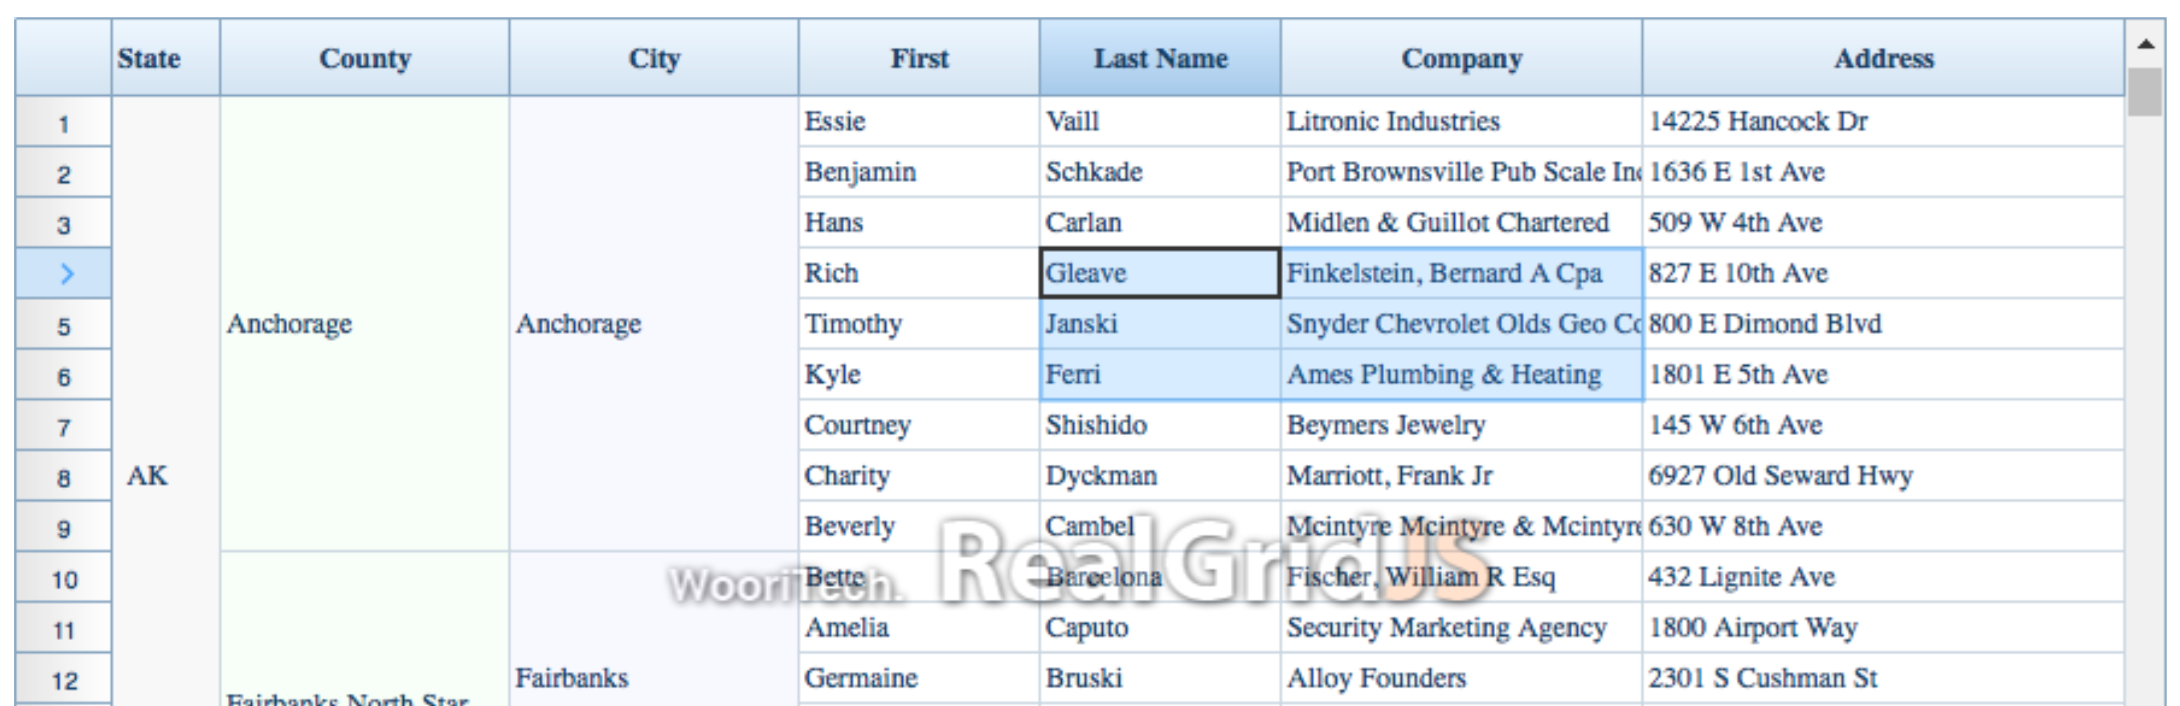 State County City First Last Name Company Address
1 Essie Vaill Litronic Industries 14225 Hancock Dr
2 Benjamin Schkade Port Brownsville Pub Scale Inc 1636 E 1st Ave
3 Hans Carlan Midlen & Guillot Chartered 509 W 4th Ave
> Rich Gleave Finkelstein, Bernard A Cpa 827 E 10th Ave
5 Anchorage Anchorage Timothy Janski Snyder Chevrolet Olds Geo Co 800 E Dimond Blvd
6 Kyle Ferri Ames Plumbing & Heating 1801 E 5th Ave
7 Courtney Shishido Beymers Jewelry 145 W 6th Ave
8 AK Charity Dyckman Marriott, Frank Jr 6927 Old Seward Hwy
9 Beverly Cambel Mcintyre Mcintyre & Mcintyre 630 W 8th Ave
WooriTech. RealGridJS
10 Bette Barcelona Fischer, William R Esq 432 Lignite Ave
11 Amelia Caputo Security Marketing Agency 1800 Airport Way
12 Fairbanks Germaine Bruski Alloy Founders 2301 S Cushman St
Fairbanks North Star